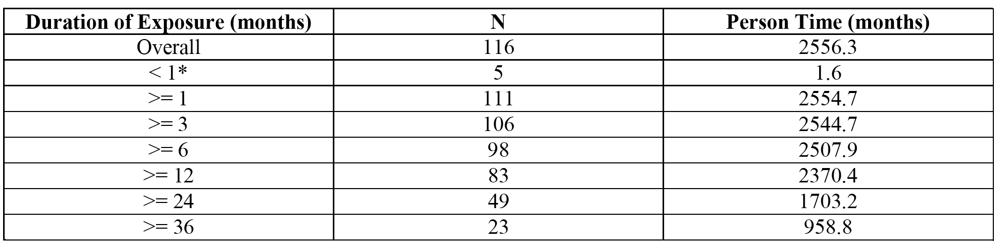 Duration of Exposure (months) N Person Time (months)
Overall 116 2556.3
< 1* 5 1.6
>= 1 111 2554.7
>= 3 106 2544.7
>= 6 98 2507.9
>= 12 83 2370.4
>= 24 49 1703.2
>= 36 23 958.8